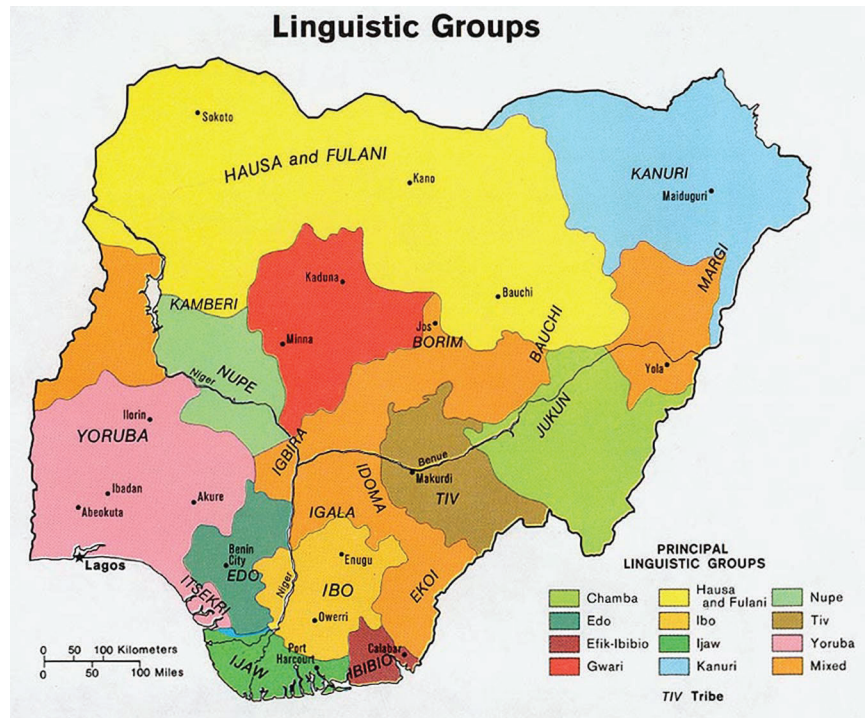 Linguistic Groups
Sokoto
HAUSA and FULANI
Kano
KANURI
Maiduguri
MARGI
Kaduna
Bauchi
KAMBERI
Jos
BORIM
BAUCHI
Minna
Yola
Niger
NUPE
Ilorin
YORUBA
JUKUN
IGBIRA
Benue
Makurdi
IDOMA
TIV
Ibadan
Abeokuta
Akure
IGALA
Benin
City
EDO
Enugu
Lagos
ITSEKRI
Niger
IBO
EKOI
Owerri
Port
Harcourt
Calabar
IJAW
IBIBIO
0 50 100 Kilometers
0 50 100 Miles
PRINCIPAL
LINGUISTIC GROUPS
Chamba
Edo
Efik-Ibibio
Gwari
Hausa
and Fulani
Ibo
Ijaw
Kanuri
Nupe
Tiv
Yoruba
Mixed
TIV Tribe